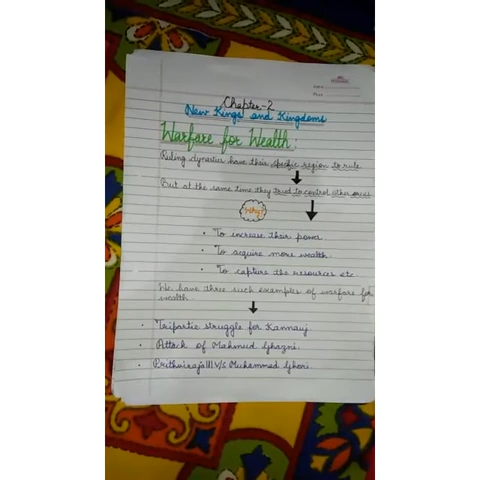 Date
Chapter-2
New Kings and Kingdoms
Warfare for Wealth:
Ruling dynasties have their specific region to rule
But at the same time they tried to control other areas
Why?
• To increase their power.
• To acquire more wealth.
• To capture the resources etc
We have three such examples of warfare for
wealth
• Tripartie struggle for Kannauj
• Attack of Mahmud Ghazni.
• Prithviraj III V/S Muhammad Ghori.